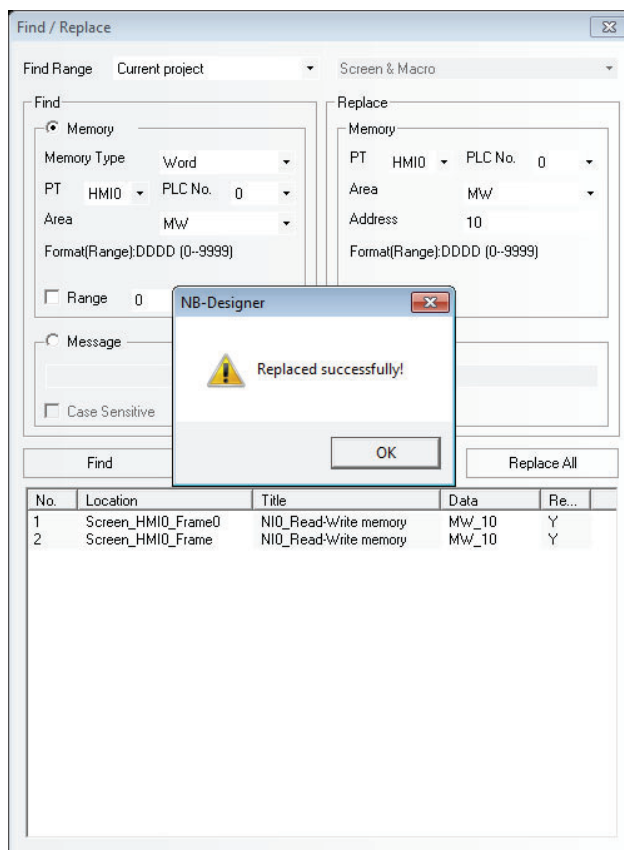 Find / Replace
Find Range Current project Screen & Macro
Find Replace
Memory Memory
Memory Type Word PT HMI0 PLC No. 0
PT HMI0 PLC No. 0 Area MW
Area MW Address 10
Format(Range):DDDD (0--9999) Format(Range):DDDD (0--9999)
Range 0 NB-Designer
Message
Replaced successfully!
Case Sensitive
OK
Find Replace All
No. Location Title Data Re...
1 Screen_HMI0_Frame0 NI0_Read-Write memory MW_10 Y
2 Screen_HMI0_Frame NI0_Read-Write memory MW_10 Y